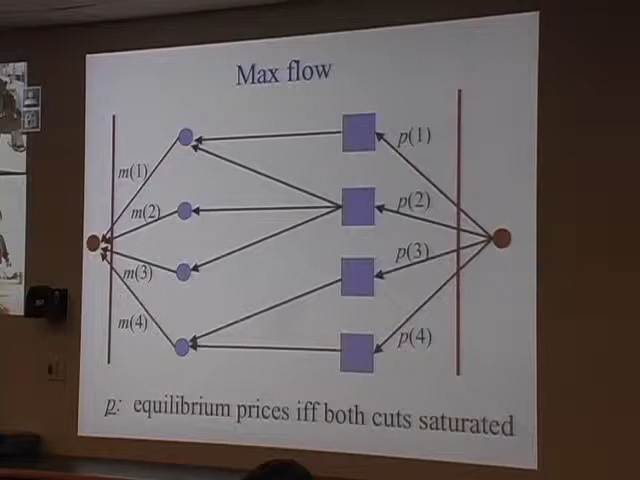 Max flow
m(1)
m(2)
m(3)
m(4)
p(1)
p(2)
p(3)
p(4)
p: equilibrium prices iff both cuts saturated